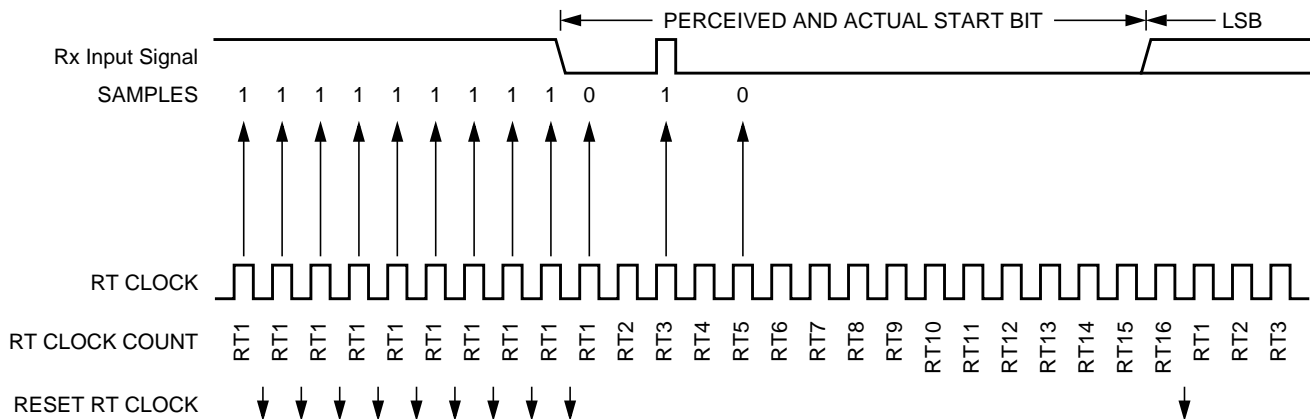 PERCEIVED AND ACTUAL START BIT LSB
Rx Input Signal
SAMPLES 1 1 1 1 1 1 1 1 1 0 1 0
RT CLOCK
RT CLOCK COUNT RT1 RT1 RT1 RT1 RT1 RT1 RT1 RT1 RT1 RT1 RT2 RT3 RT4 RT5 RT6 RT7 RT8 RT9 RT10 RT11 RT12 RT13 RT14 RT15 RT16 RT1 RT2 RT3
RESET RT CLOCK